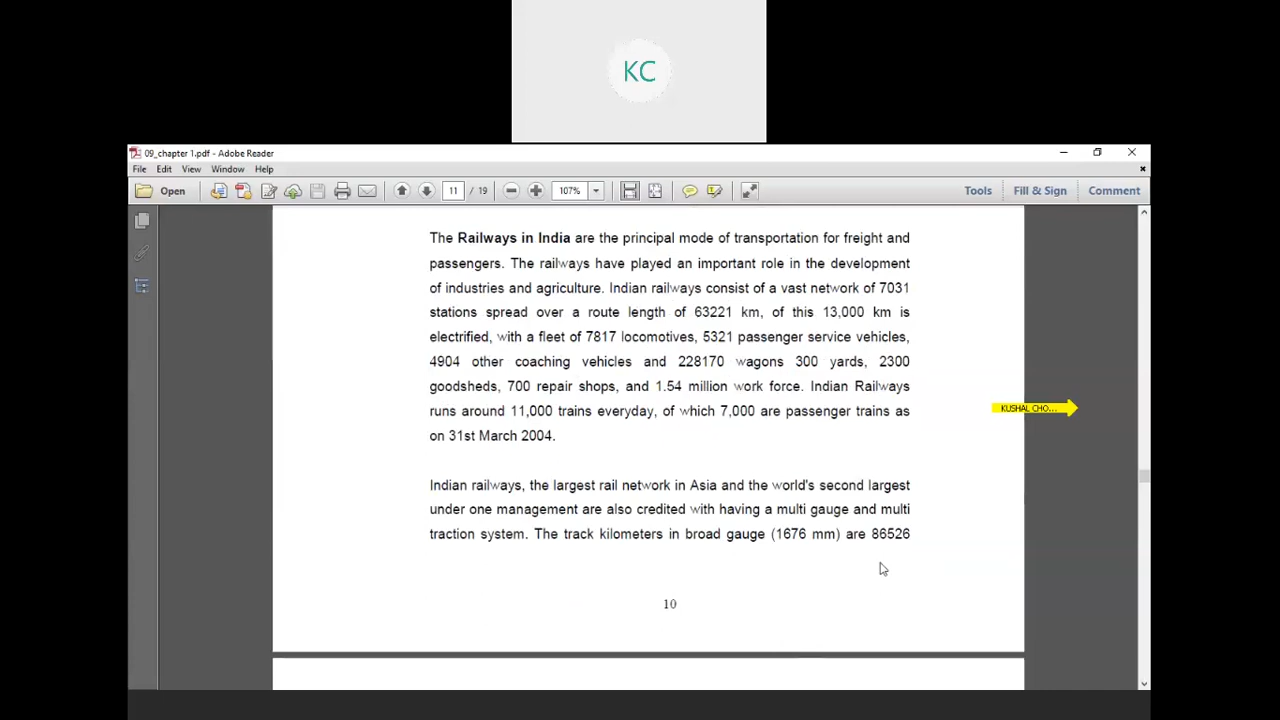 KC
09_chapter 1.pdf - Adobe Reader
File Edit View Window Help
Open 11 / 19 107% Tools Fill & Sign Comment
The Railways in India are the principal mode of transportation for freight and
passengers. The railways have played an important role in the development
of industries and agriculture. Indian railways consist of a vast network of 7031
stations spread over a route length of 63221 km, of this 13,000 km is
electrified, with a fleet of 7817 locomotives, 5321 passenger service vehicles,
4904 other coaching vehicles and 228170 wagons 300 yards, 2300
goodsheds, 700 repair shops, and 1.54 million work force. Indian Railways
runs around 11,000 trains everyday, of which 7,000 are passenger trains as
on 31st March 2004.
KUSHAL CHO...
Indian railways, the largest rail network in Asia and the world's second largest
under one management are also credited with having a multi gauge and multi
traction system. The track kilometers in broad gauge (1676 mm) are 86526
10